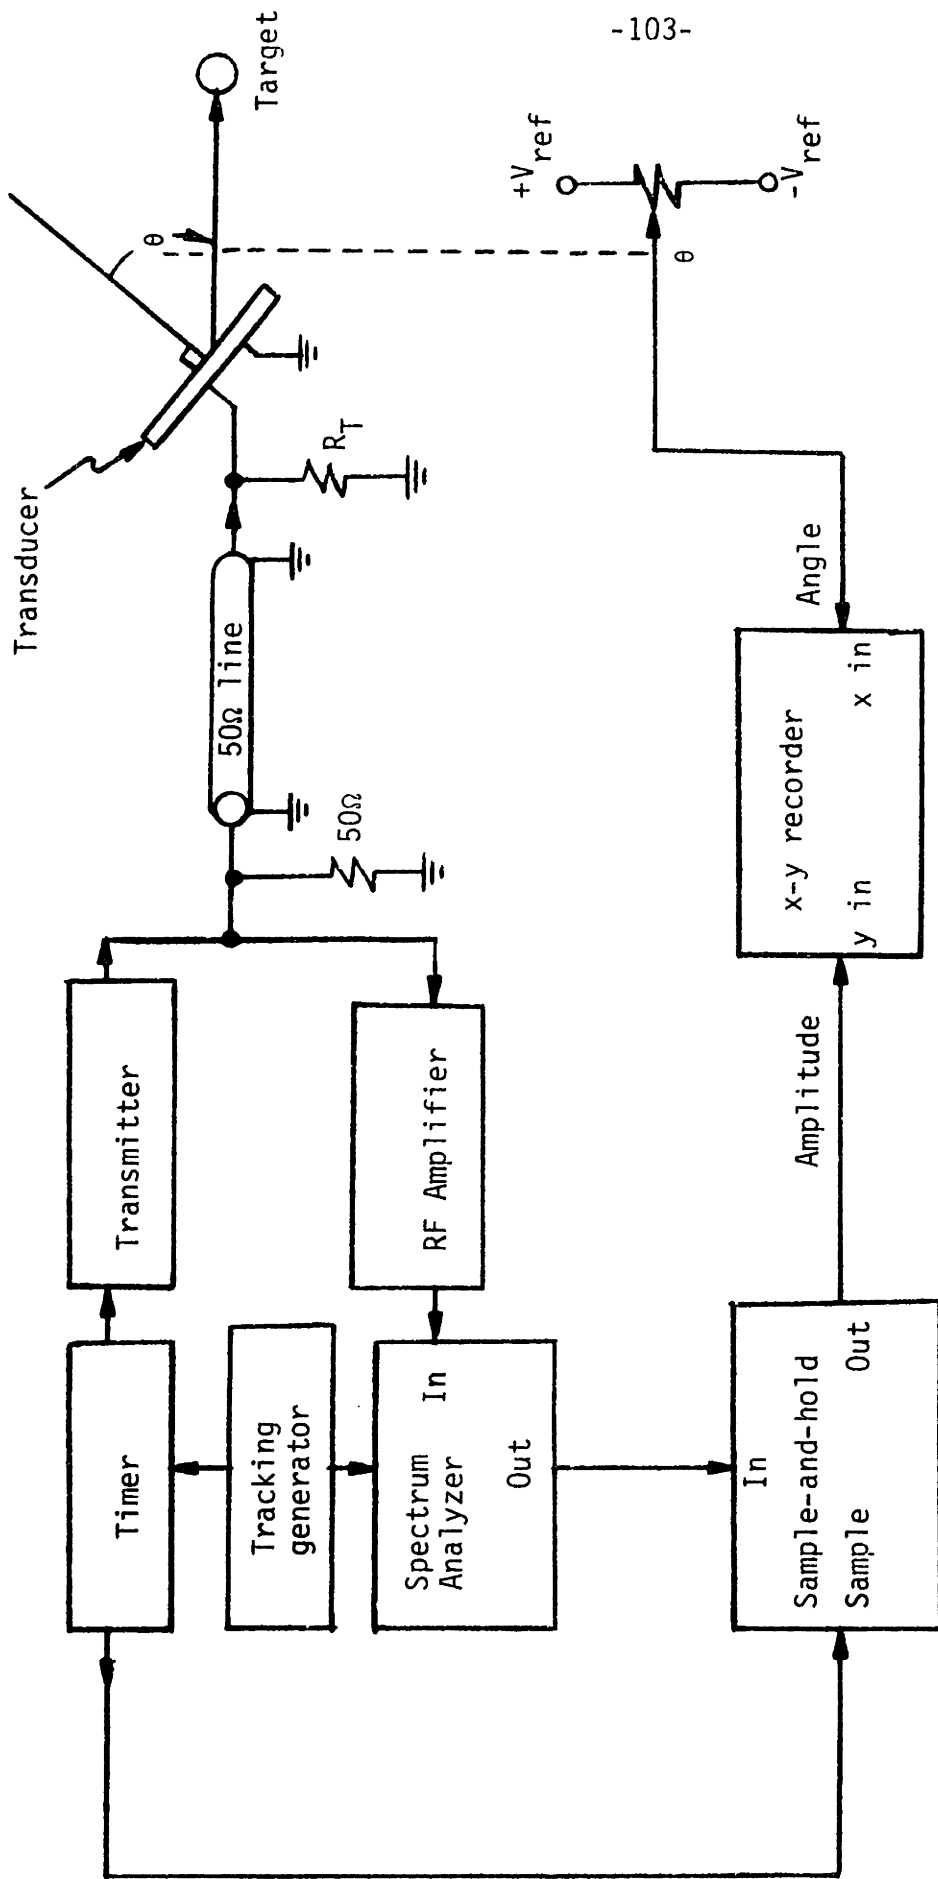 -103-
Transducer
θ
Target
50Ω line
R_T
50Ω
Timer
Transmitter
Tracking
generator
RF Amplifier
Spectrum
Analyzer
In
Out
+V_ref
-V_ref
θ
In
Sample-and-hold
Sample
Out
Amplitude
x-y recorder
y in
x in
Angle